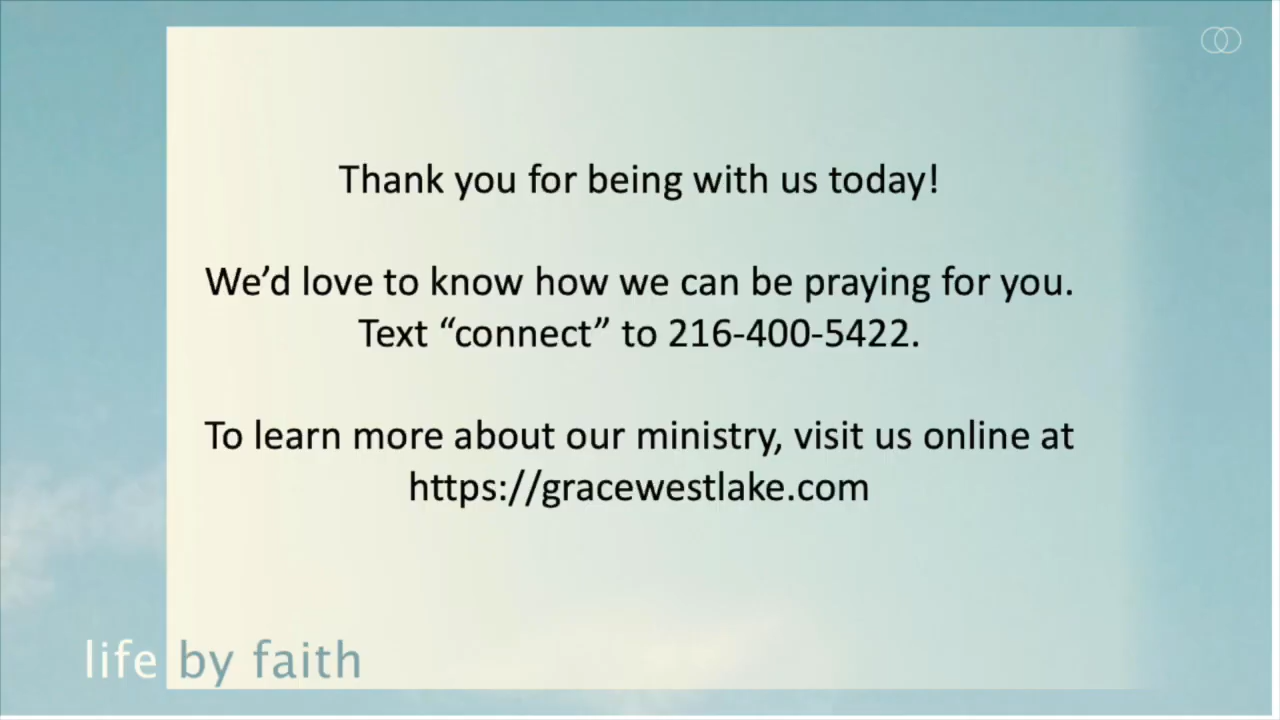 Thank you for being with us today!
We’d love to know how we can be praying for you.
Text “connect” to 216-400-5422.
To learn more about our ministry, visit us online at
https://gracewestlake.com
life by faith